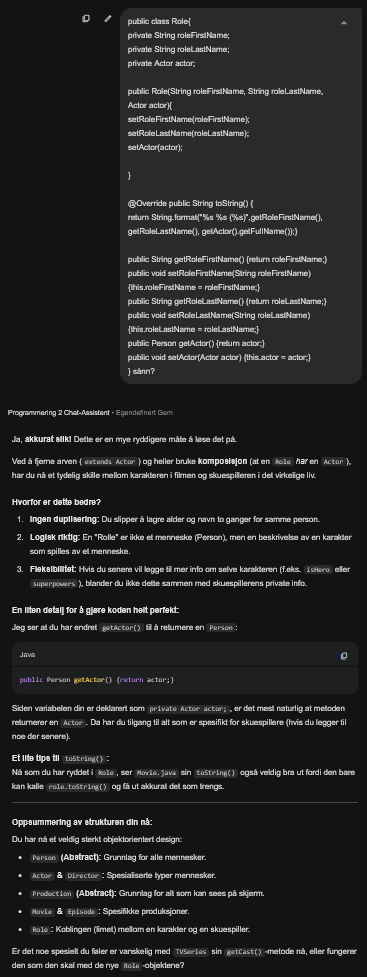 public class Role{
private String roleFirstName;
private String roleLastName;
private Actor actor;
public Role(String roleFirstName, String roleLastName,
Actor actor){
setRoleFirstName(roleFirstName);
setRoleLastName(roleLastName);
setActor(actor);
}
@Override public String toString() {
return String.format("%s %s (%s)",getRoleFirstName(),
getRoleLastName(), getActor().getFullName());}
public String getRoleFirstName() {return roleFirstName;}
public void setRoleFirstName(String roleFirstName)
{this.roleFirstName = roleFirstName;}
public String getRoleLastName() {return roleLastName;}
public void setRoleLastName(String roleLastName)
{this.roleLastName = roleLastName;}
public Person getActor() {return actor;}
public void setActor(Actor actor) {this.actor = actor;}
} sånn?
Programmering 2 Chat-Assistent • Egendefinert Gem
Ja, akkurat slik! Dette er en mye ryddigere måte å løse det på.
Ved å fjerne arven ( extends Actor ) og heller bruke komposisjon (at en Role har en Actor ),
har du nå et tydelig skille mellom karakteren i filmen og skuespilleren i det virkelige liv.
Hvorfor er dette bedre?
1. Ingen duplisering: Du slipper å lagre alder og navn to ganger for samme person.
2. Logisk riktig: En "Rolle" er ikke et menneske (Person), men en beskrivelse av en karakter
som spilles av et menneske.
3. Fleksibilitet: Hvis du senere vil legge til mer info om selve karakteren (f.eks. isHero eller
superpowers ), blander du ikke dette sammen med skuespillerens private info.
En liten detalj for å gjøre koden helt perfekt:
Jeg ser at du har endret getActor() til å returnere en Person :
Java
public Person getActor() {return actor;}
Siden variabelen din er deklarert som private Actor actor; , er det mest naturlig at metoden
returnerer en Actor . Da har du tilgang til alt som er spesifikt for skuespillere (hvis du legger til
noe der senere).
Et lite tips til toString() :
Nå som du har ryddet i Role , ser Movie.java sin toString() også veldig bra ut fordi den bare
kan kalle role.toString() og få ut akkurat det som trengs.
Oppsummering av strukturen din nå:
Du har nå et veldig sterkt objektorientert design:
• Person (Abstract): Grunnlag for alle mennesker.
• Actor & Director : Spesialiserte typer mennesker.
• Production (Abstract): Grunnlag for alt som kan sees på skjerm.
• Movie & Episode : Spesifikke produksjoner.
• Role : Koblingen (limet) mellom en karakter og en skuespiller.
Er det noe spesielt du føler er vanskelig med TVSeries sin getCast() -metode nå, eller fungerer
den som den skal med de nye Role -objektene?